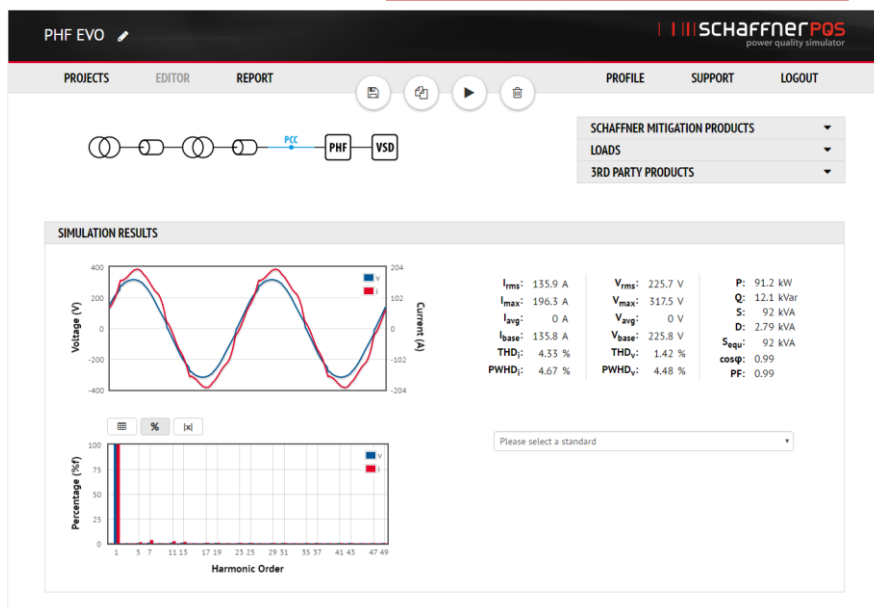 PHF EVO
SCHAFFNER PQS
power quality simulator
PROJECTS EDITOR REPORT PROFILE SUPPORT LOGOUT
PCC
PHF VSD
SCHAFFNER MITIGATION PRODUCTS
LOADS
3RD PARTY PRODUCTS
SIMULATION RESULTS
Voltage (V)
400
200
0
-200
-400
V
I
204
102
0
-102
-204
Current (A)
Irms: 135.9 A
Imax: 196.3 A
Iavg: 0 A
Ibase: 135.8 A
THDi: 4.33 %
PWHDi: 4.67 %
Vrms: 225.7 V
Vmax: 317.5 V
Vavg: 0 V
Vbase: 225.8 V
THDv: 1.42 %
PWHDv: 4.48 %
P: 91.2 kW
Q: 12.1 kVar
S: 92 kVA
D: 2.79 kVA
Sequ: 92 kVA
cosφ: 0.99
PF: 0.99
% |x|
Please select a standard
Percentage (%f)
100
75
50
25
0
V
I
1 5 7 11 13 17 19 23 25 29 31 35 37 41 43 47 49
Harmonic Order